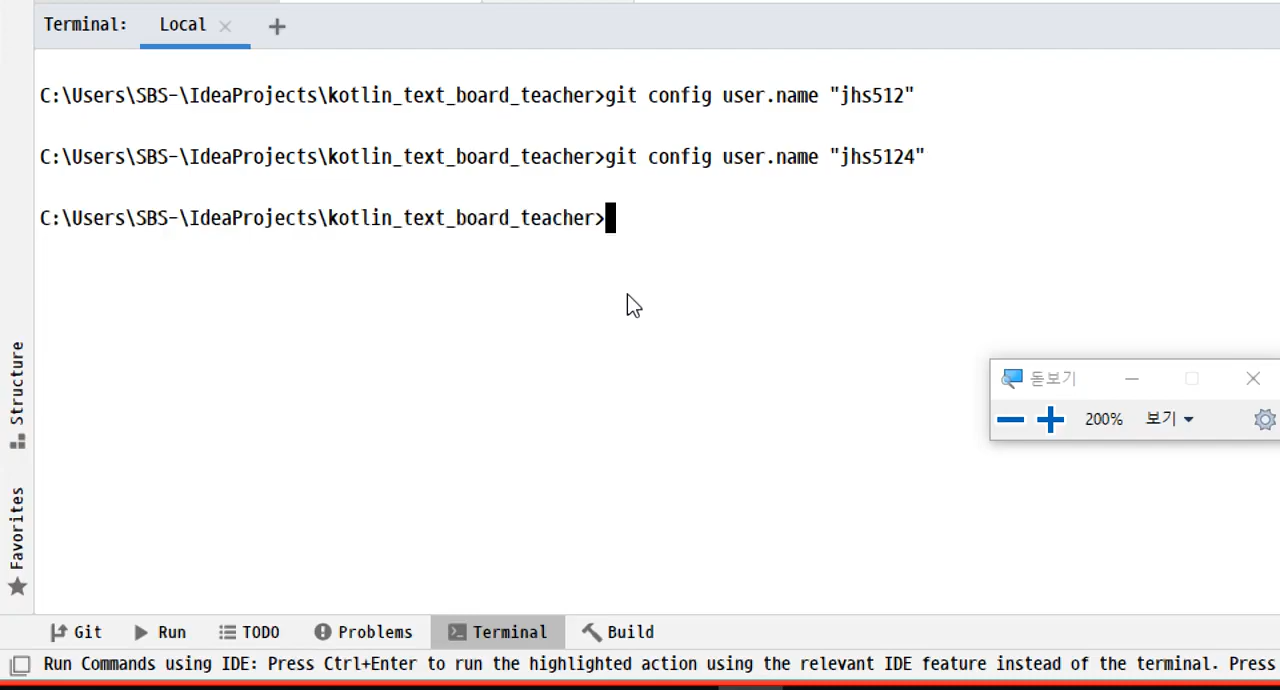 Terminal: Local
C:\Users\SBS-\IdeaProjects\kotlin_text_board_teacher>git config user.name "jhs512"
C:\Users\SBS-\IdeaProjects\kotlin_text_board_teacher>git config user.name "jhs5124"
C:\Users\SBS-\IdeaProjects\kotlin_text_board_teacher>
Structure
Favorites
돋보기
200% 보기
Git Run TODO Problems Terminal Build
Run Commands using IDE: Press Ctrl+Enter to run the highlighted action using the relevant IDE feature instead of the terminal. Press